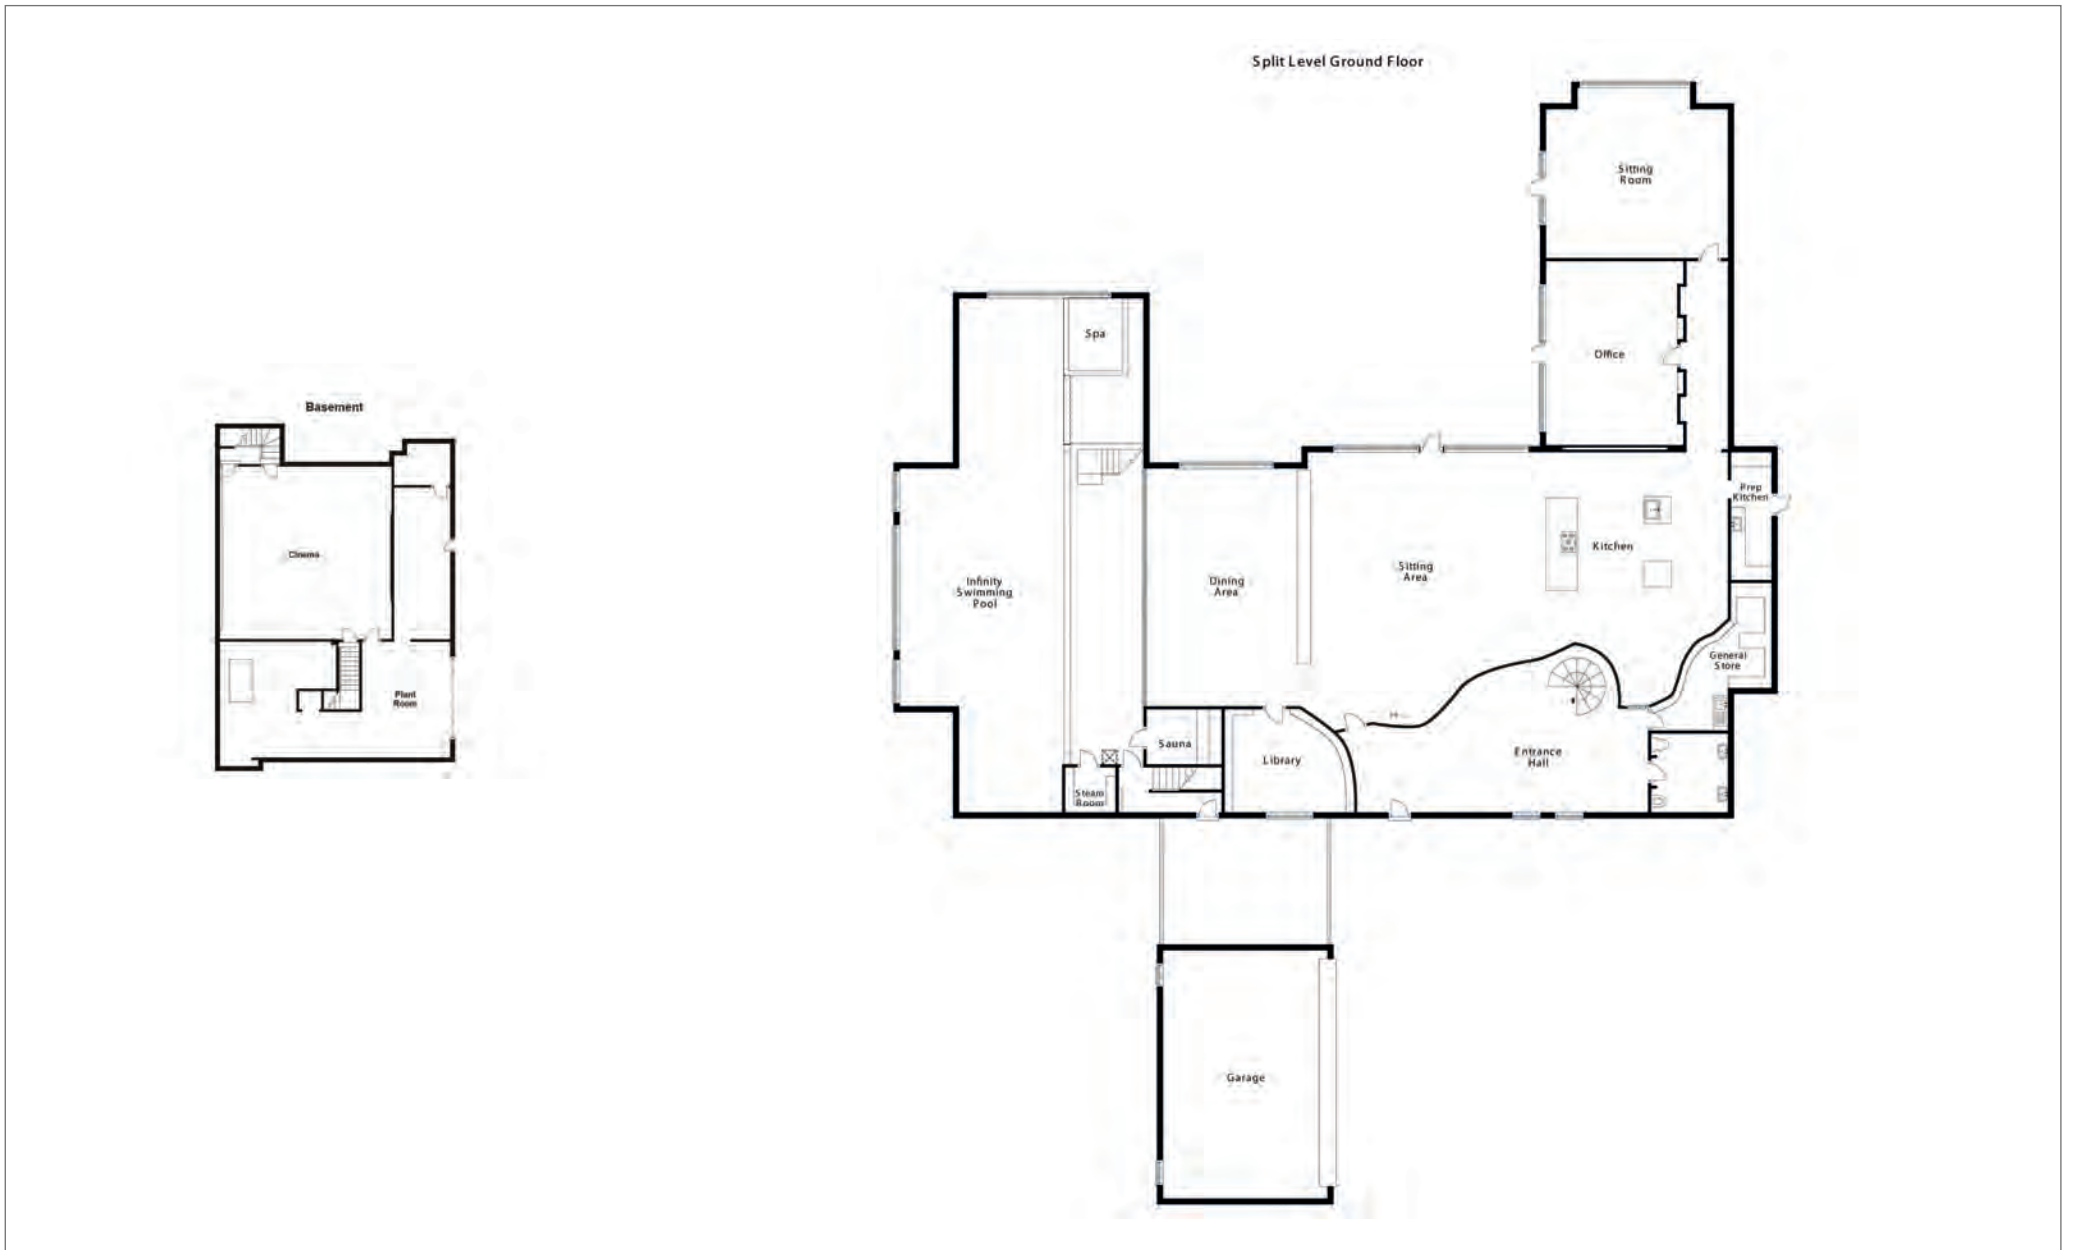 Split Level Ground Floor
Sitting
Room
Spa
Office
Basement
Prep
Kitchen
Cinema
Kitchen
Infinity
Swimming
Pool
Dining
Area
Sitting
Area
General
Store
Plant
Room
Sauna
Library
Entrance
Hall
Steam
Room
Garage